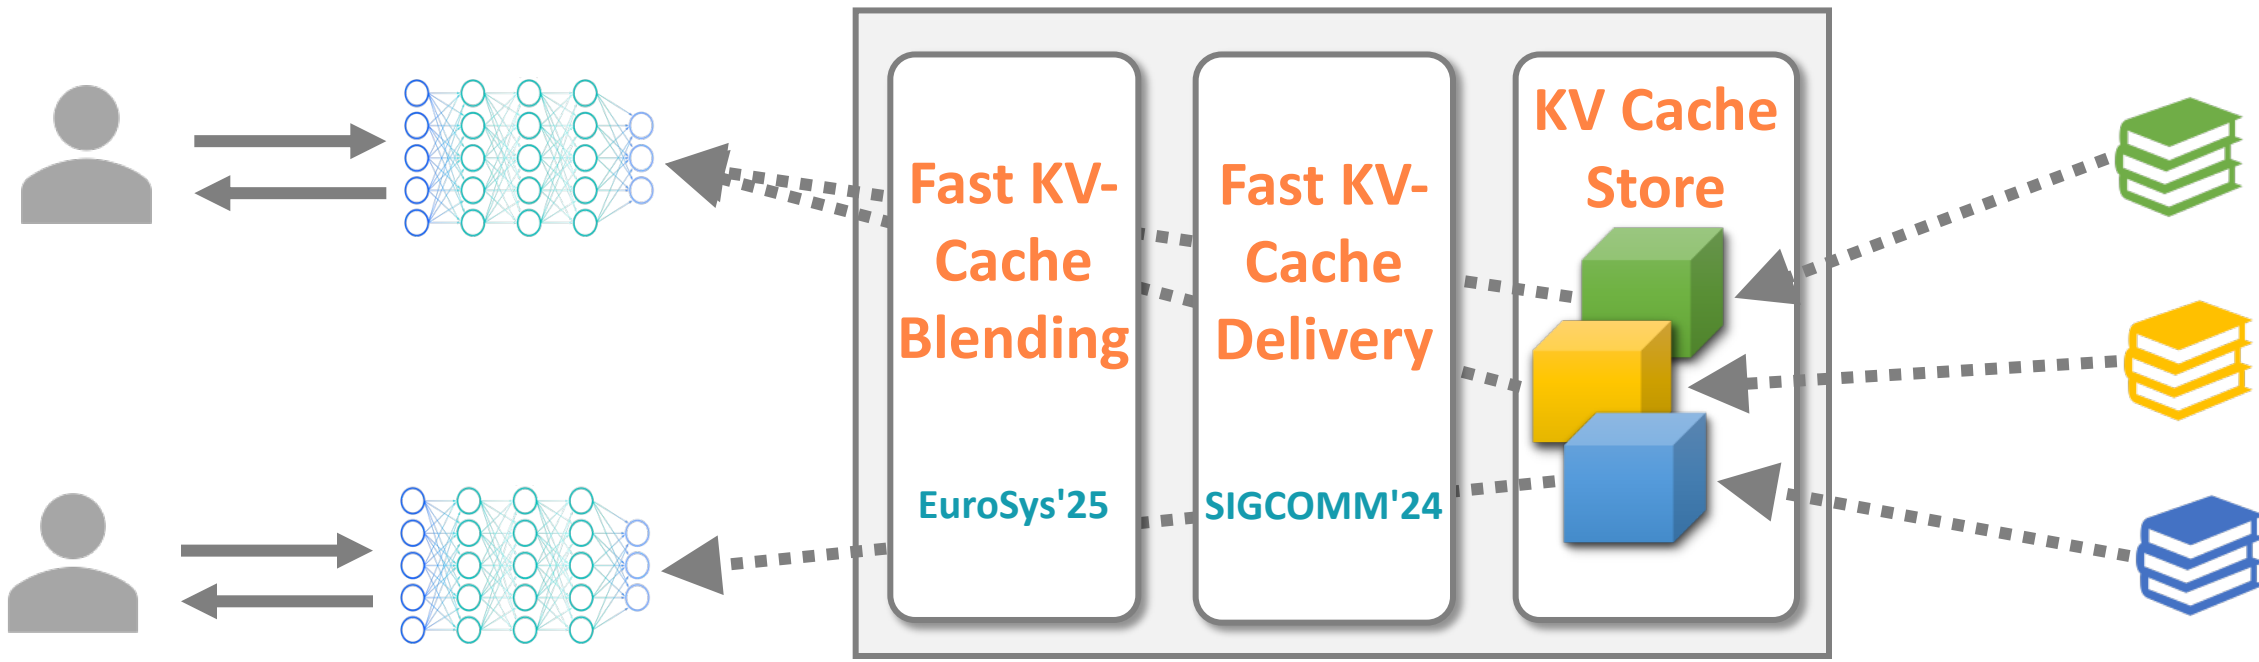 Fast KV-
Cache
Blending
EuroSys'25
Fast KV-
Cache
Delivery
SIGCOMM'24
KV Cache
Store